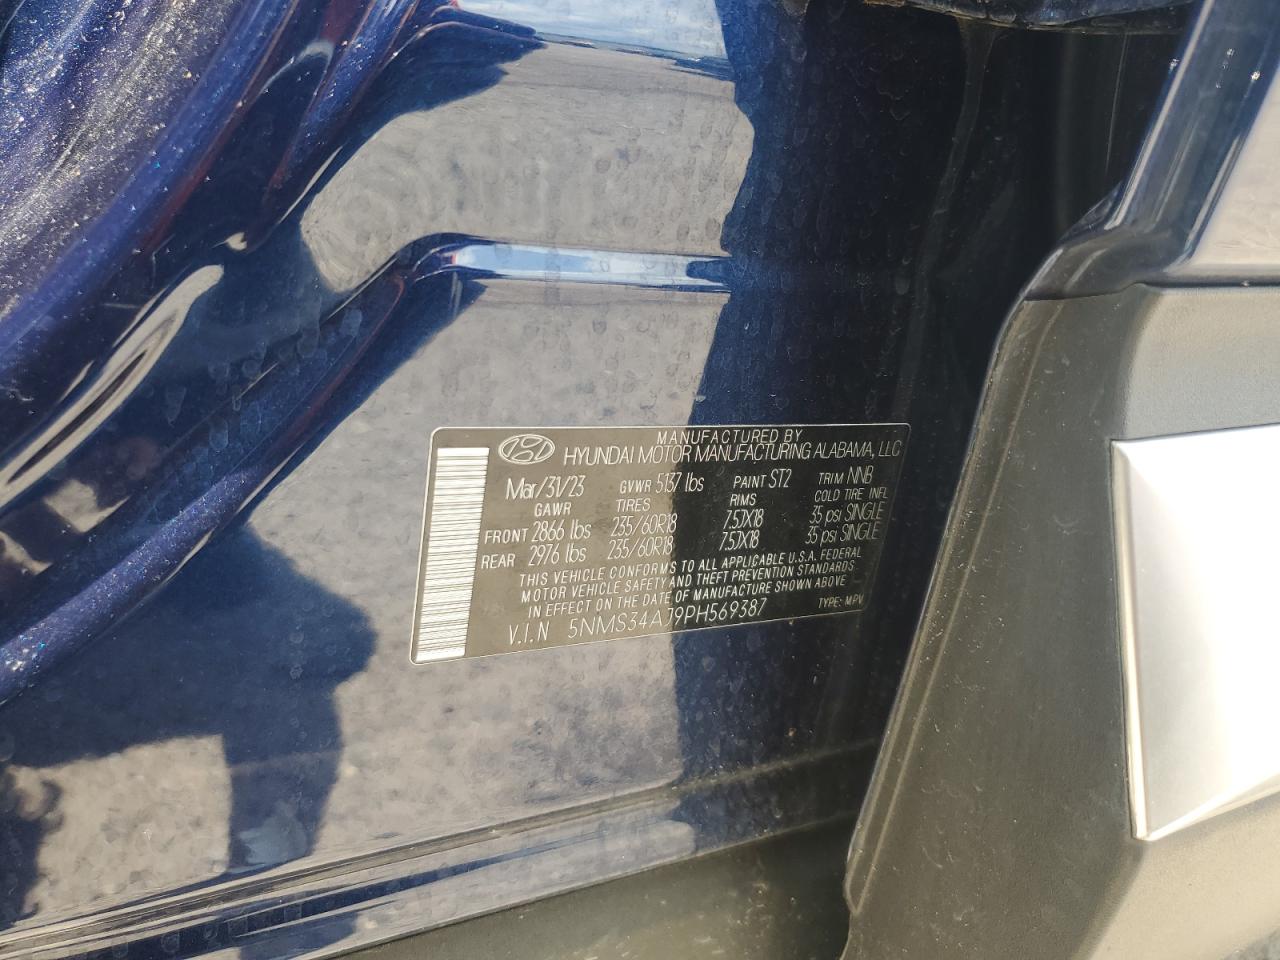 MANUFACTURED BY
HYUNDAI MOTOR MANUFACTURING ALABAMA, LLC
Mar/31/23 GVWR 5137 lbs PAINT ST2 TRIM NNB
GAWR TIRES RIMS COLD TIRE INFL
FRONT 2866 lbs 235/60R18 7.5JX18 35 psi SINGLE
REAR 2976 lbs 235/60R18 7.5JX18 35 psi SINGLE
THIS VEHICLE CONFORMS TO ALL APPLICABLE U.S.A. FEDERAL
MOTOR VEHICLE SAFETY AND THEFT PREVENTION STANDARDS
IN EFFECT ON THE DATE OF MANUFACTURE SHOWN ABOVE
V.I.N 5NMS34AJ9PH569387 TYPE: MPV